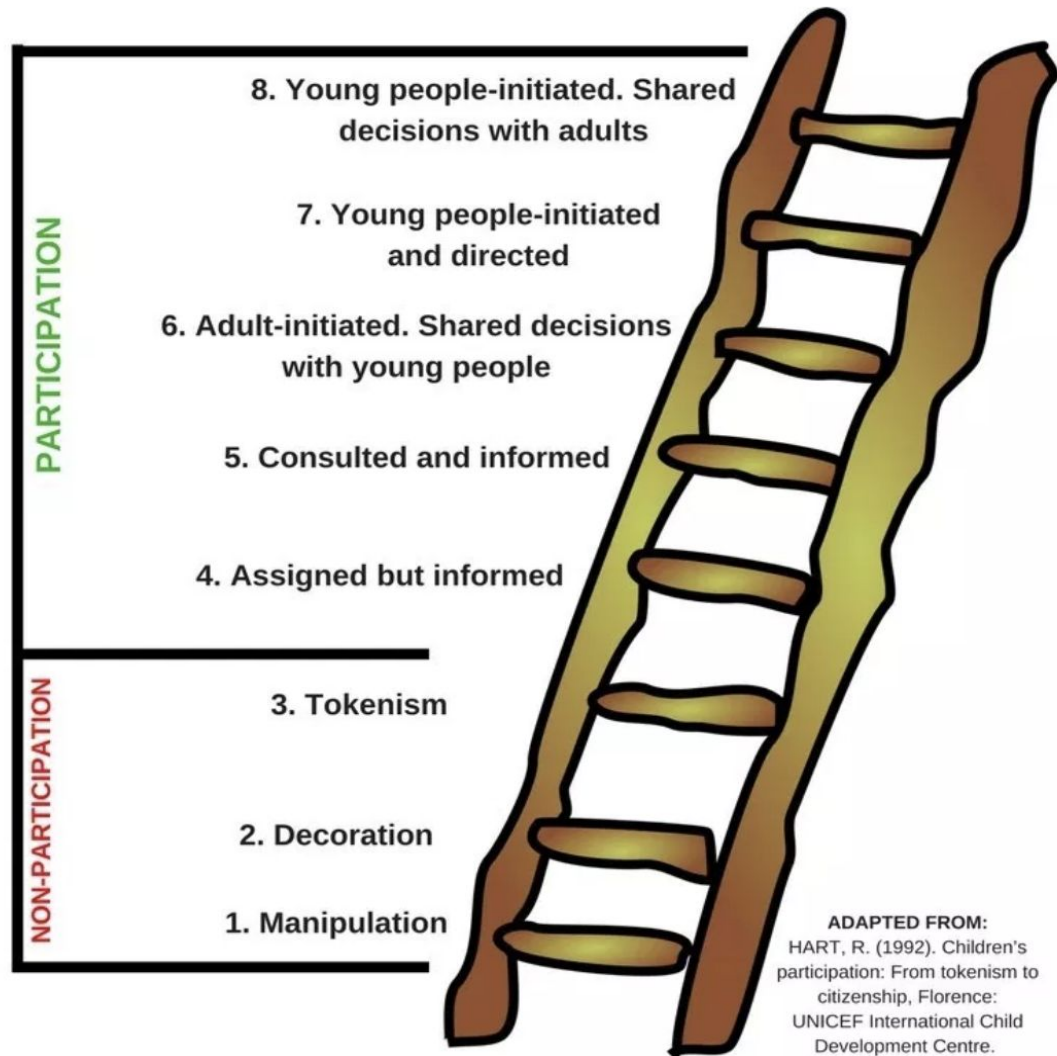 8. Young people-initiated. Shared
decisions with adults
7. Young people-initiated
and directed
6. Adult-initiated. Shared decisions
with young people
5. Consulted and informed
4. Assigned but informed
PARTICIPATION
3. Tokenism
2. Decoration
1. Manipulation
NON-PARTICIPATION
ADAPTED FROM:
HART, R. (1992). Children's
participation: From tokenism to
citizenship, Florence:
UNICEF International Child
Development Centre.